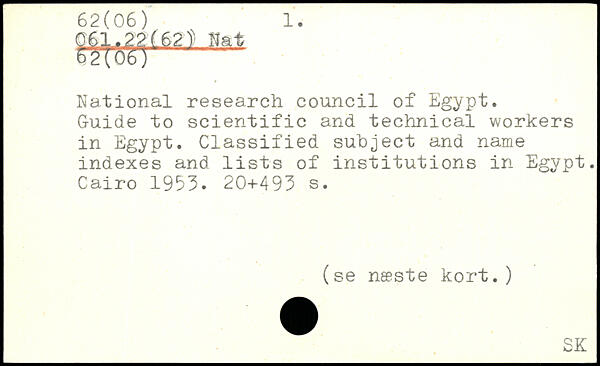 62(06) 1.
061.22(62) Nat
62(06)
National research council of Egypt.
Guide to scientific and technical workers
in Egypt. Classified subject and name
indexes and lists of institutions in Egypt.
Cairo 1953. 20+493 s.
(se næste kort.)
SK